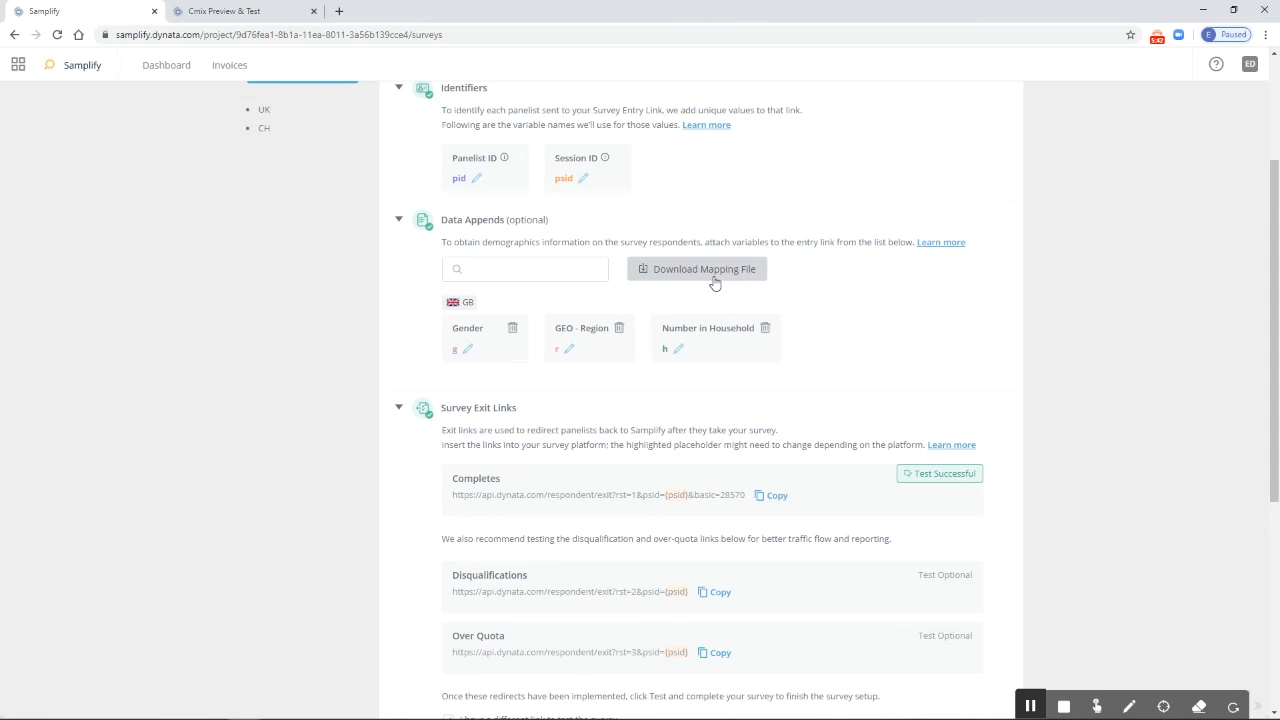 Samplify
Cmix Preview & Test
samplify.dynata.com/project/9d76fea1-8b1a-11ea-8011-3a56b139cce4/surveys
5:42
E Paused
Samplify
Dashboard
Invoices
ED
UK
CH
Identifiers
To identify each panelist sent to your Survey Entry Link, we add unique values to that link.
Following are the variable names we'll use for those values. Learn more
Panelist ID
Session ID
pid
psid
Data Appends (optional)
To obtain demographics information on the survey respondents, attach variables to the entry link from the list below. Learn more
Download Mapping File
GB
Gender
GEO - Region
Number in Household
g
r
h
Survey Exit Links
Exit links are used to redirect panelists back to Samplify after they take your survey.
Insert the links into your survey platform; the highlighted placeholder might need to change depending on the platform. Learn more
Test Successful
Completes
https://api.dynata.com/respondent/exit?rst=1&psid={psid}&basic=28570 Copy
We also recommend testing the disqualification and over-quota links below for better traffic flow and reporting.
Disqualifications
Test Optional
https://api.dynata.com/respondent/exit?rst=2&psid={psid} Copy
Over Quota
Test Optional
https://api.dynata.com/respondent/exit?rst=3&psid={psid} Copy
Once these redirects have been implemented, click Test and complete your survey to finish the survey setup.
I have a different link to test the survey